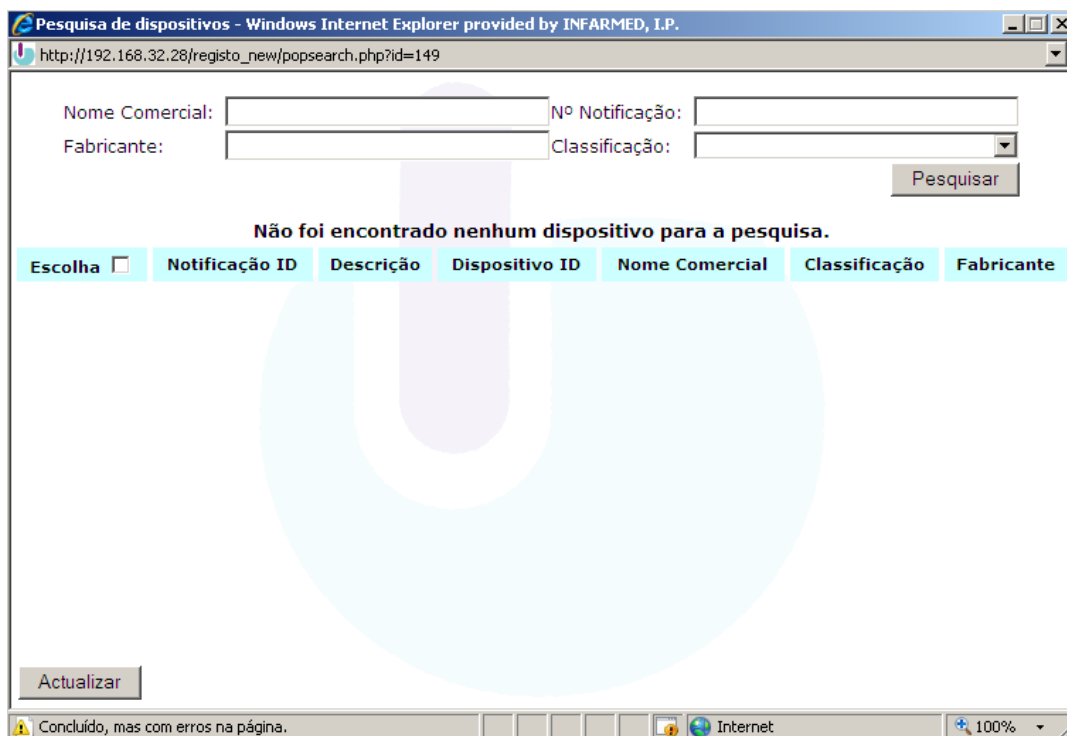 Pesquisa de dispositivos - Windows Internet Explorer provided by INFARMED, I.P.
http://192.168.32.28/registo_new/popsearch.php?id=149
Nome Comercial: Nº Notificação:
Fabricante: Classificação:
Pesquisar
Não foi encontrado nenhum dispositivo para a pesquisa.
Escolha Notificação ID Descrição Dispositivo ID Nome Comercial Classificação Fabricante
Actualizar
Concluído, mas com erros na página. Internet 100%